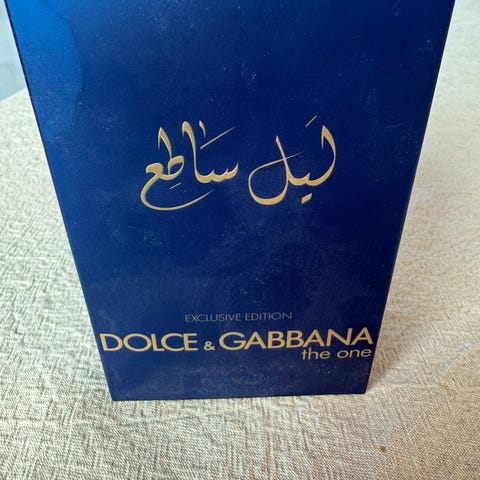 ليل ساطع
EXCLUSIVE EDITION
DOLCE & GABBANA
the one